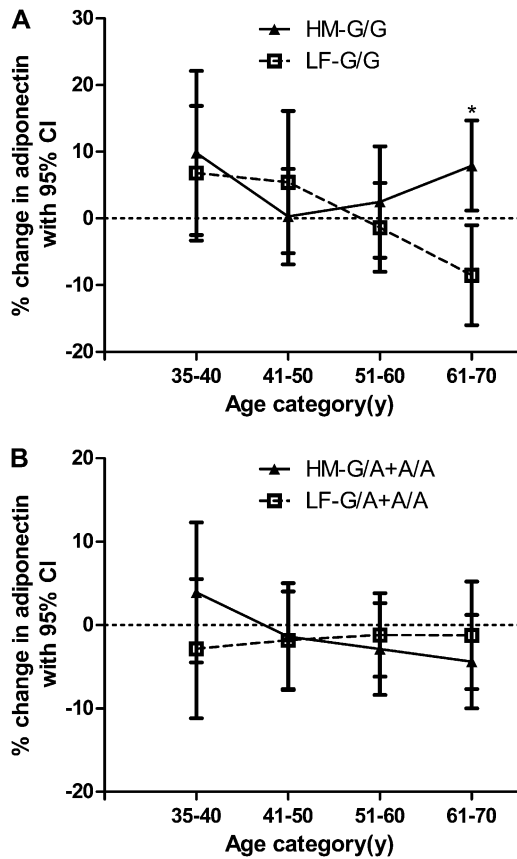 A
HM-G/G
LF-G/G
% change in adiponectin
with 95% CI
30
20
10
0
-10
-20
*
35-40 41-50 51-60 61-70
Age category(y)
B
HM-G/A+A/A
LF-G/A+A/A
% change in adiponectin
with 95% CI
20
10
0
-10
-20
35-40 41-50 51-60 61-70
Age category(y)